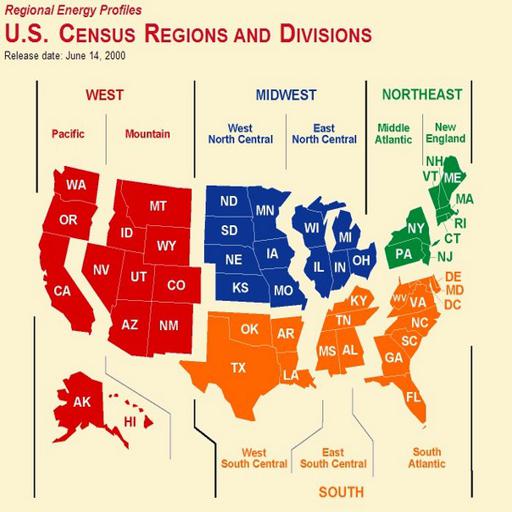 Regional Energy Profiles
U.S. CENSUS REGIONS AND DIVISIONS
Release date: June 14, 2000
WEST
MIDWEST
NORTHEAST
Pacific
Mountain
West
North Central
East
North Central
Middle
Atlantic
New
England
WA
OR
CA
NV
ID
MT
WY
UT
CO
AZ
NM
AK
HI
ND
SD
NE
KS
MN
IA
MO
WI
IL
MI
IN
OH
NH
VT
ME
MA
RI
CT
NY
PA
NJ
OK
TX
AR
LA
KY
TN
MS
AL
WV
VA
DE
MD
DC
NC
SC
GA
FL
West
South Central
East
South Central
South
Atlantic
SOUTH